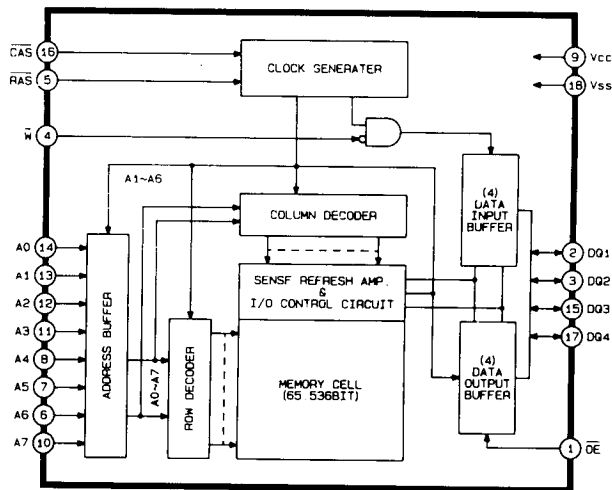 CAS 16
RAS 5
W 4
CLOCK GENERATER
9 Vcc
18 Vss
A1~A6
COLUMN DECODER
(4)
DATA
INPUT
BUFFER
SENSF REFRESH AMP.
&
I/O CONTROL CIRCUIT
MEMORY CELL
(65.536BIT)
A0 14
A1 13
A2 12
A3 11
A4 8
A5 7
A6 6
A7 10
ADDRESS BUFFER
A0~A7
ROW DECODER
(4)
DATA
OUTPUT
BUFFER
2 DQ1
3 DQ2
15 DQ3
17 DQ4
1 OE